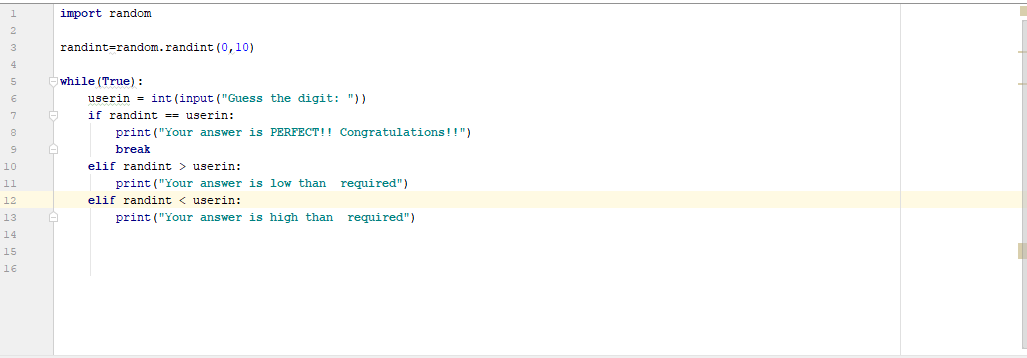 1 import random
2
3 randint=random.randint(0,10)
4
5 while(True):
6 userin = int(input("Guess the digit: "))
7 if randint == userin:
8 print("Your answer is PERFECT!! Congratulations!!")
9 break
10 elif randint > userin:
11 print("Your answer is low than  required")
12 elif randint < userin:
13 print("Your answer is high than  required")
14
15
16